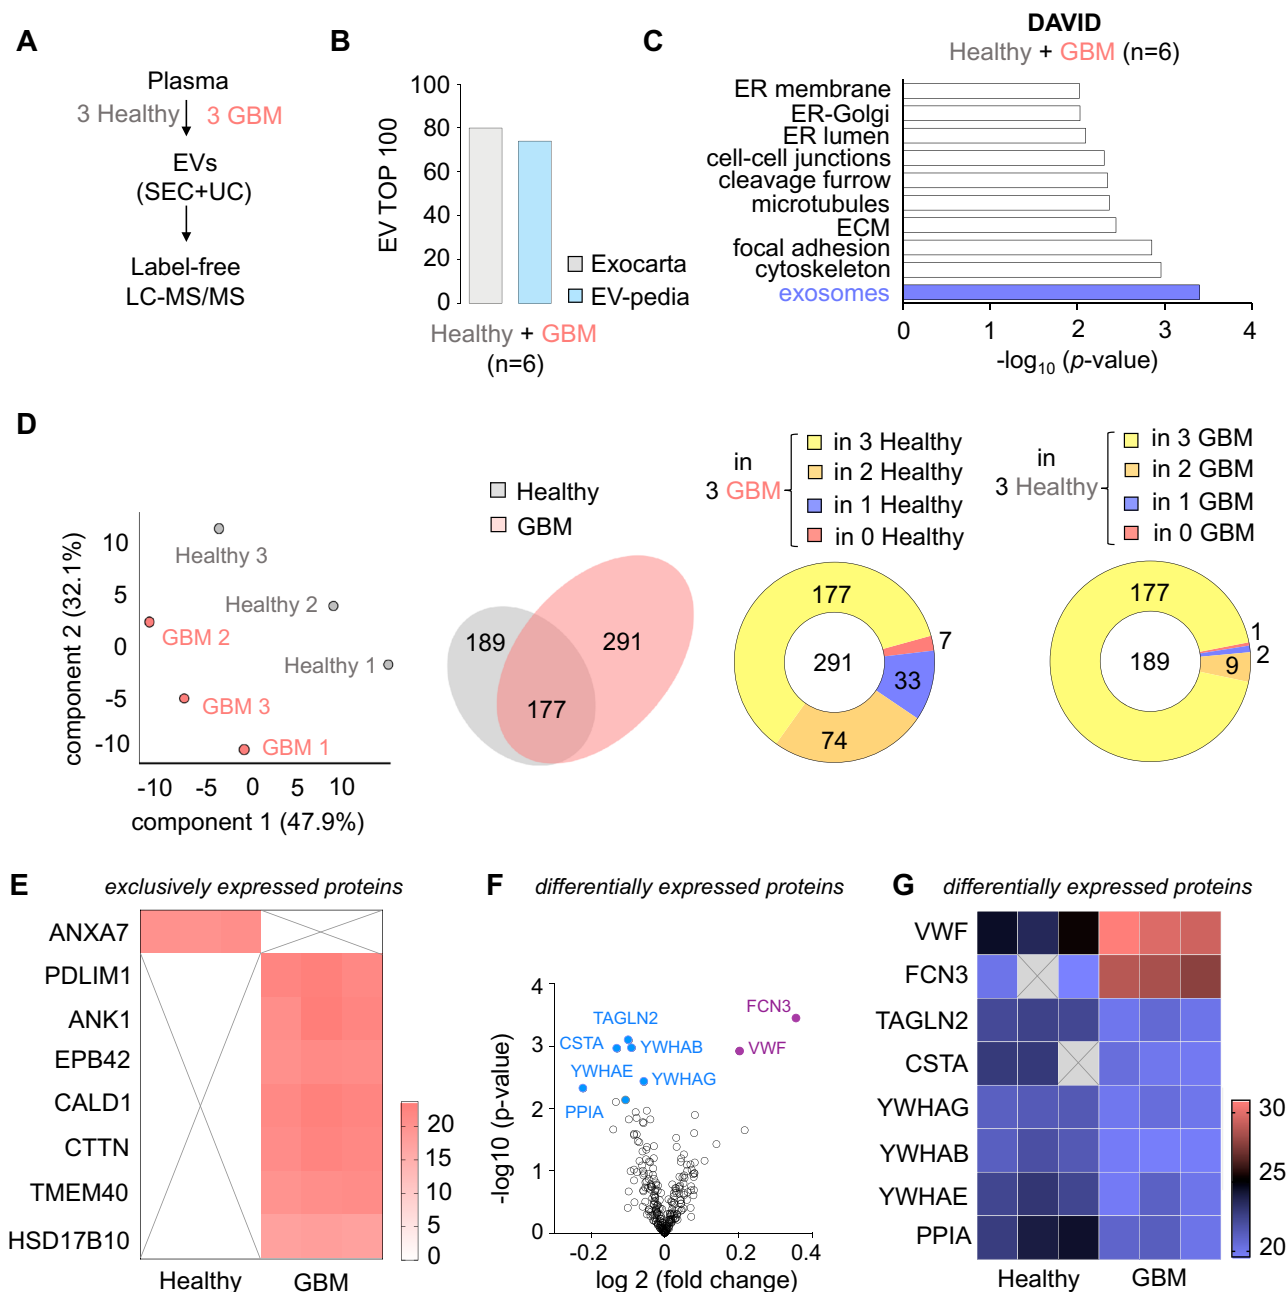 A
Plasma
3 Healthy
3 GBM
EVs
(SEC+UC)
Label-free
LC-MS/MS
B
EV TOP 100
100
80
60
40
20
0
Exocarta
EV-pedia
Healthy + GBM
(n=6)
C
DAVID
Healthy + GBM (n=6)
ER membrane
ER-Golgi
ER lumen
cell-cell junctions
cleavage furrow
microtubules
ECM
focal adhesion
cytoskeleton
exosomes
0 1 2 3 4
-log10 (p-value)
D
component 2 (32.1%)
10
5
0
-5
-10
Healthy 3
Healthy 2
GBM 2
Healthy 1
GBM 3
GBM 1
-10 -5 0 5 10
component 1 (47.9%)
Healthy
GBM
189
291
177
in
3 GBM
in 3 Healthy
in 2 Healthy
in 1 Healthy
in 0 Healthy
177
7
33
74
291
in
3 Healthy
in 3 GBM
in 2 GBM
in 1 GBM
in 0 GBM
177
1
2
9
189
E
exclusively expressed proteins
ANXA7
PDLIM1
ANK1
EPB42
CALD1
CTTN
TMEM40
HSD17B10
Healthy GBM
20
15
10
5
0
F
differentially expressed proteins
-log10 (p-value)
4
3
2
1
0
FCN3
TAGLN2
CSTA
YWHAB
VWF
YWHAE
YWHAG
PPIA
-0.2 0 0.2 0.4
log 2 (fold change)
G
differentially expressed proteins
VWF
FCN3
TAGLN2
CSTA
YWHAG
YWHAB
YWHAE
PPIA
Healthy GBM
30
25
20